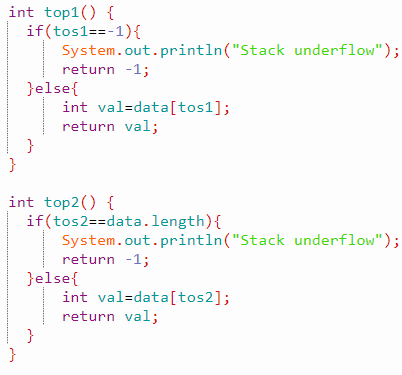 int top1() {
if(tos1==-1){
System.out.println("Stack underflow");
return -1;
}else{
int val=data[tos1];
return val;
}
}
int top2() {
if(tos2==data.length){
System.out.println("Stack underflow");
return -1;
}else{
int val=data[tos2];
return val;
}
}